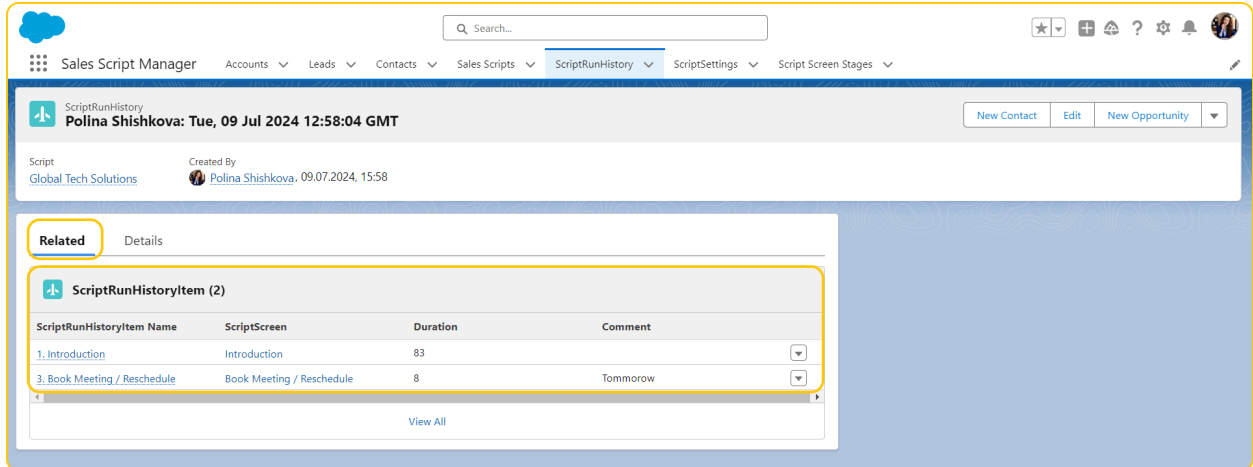 Search...
Sales Script Manager Accounts Leads Contacts Sales Scripts ScriptRunHistory ScriptSettings Script Screen Stages
ScriptRunHistory
Polina Shishkova: Tue, 09 Jul 2024 12:58:04 GMT
New Contact Edit New Opportunity
Script Created By
Global Tech Solutions Polina Shishkova, 09.07.2024, 15:58
Related Details
ScriptRunHistoryItem (2)
ScriptRunHistoryItem Name ScriptScreen Duration Comment
1. Introduction Introduction 83
3. Book Meeting / Reschedule Book Meeting / Reschedule 8 Tommorow
View All